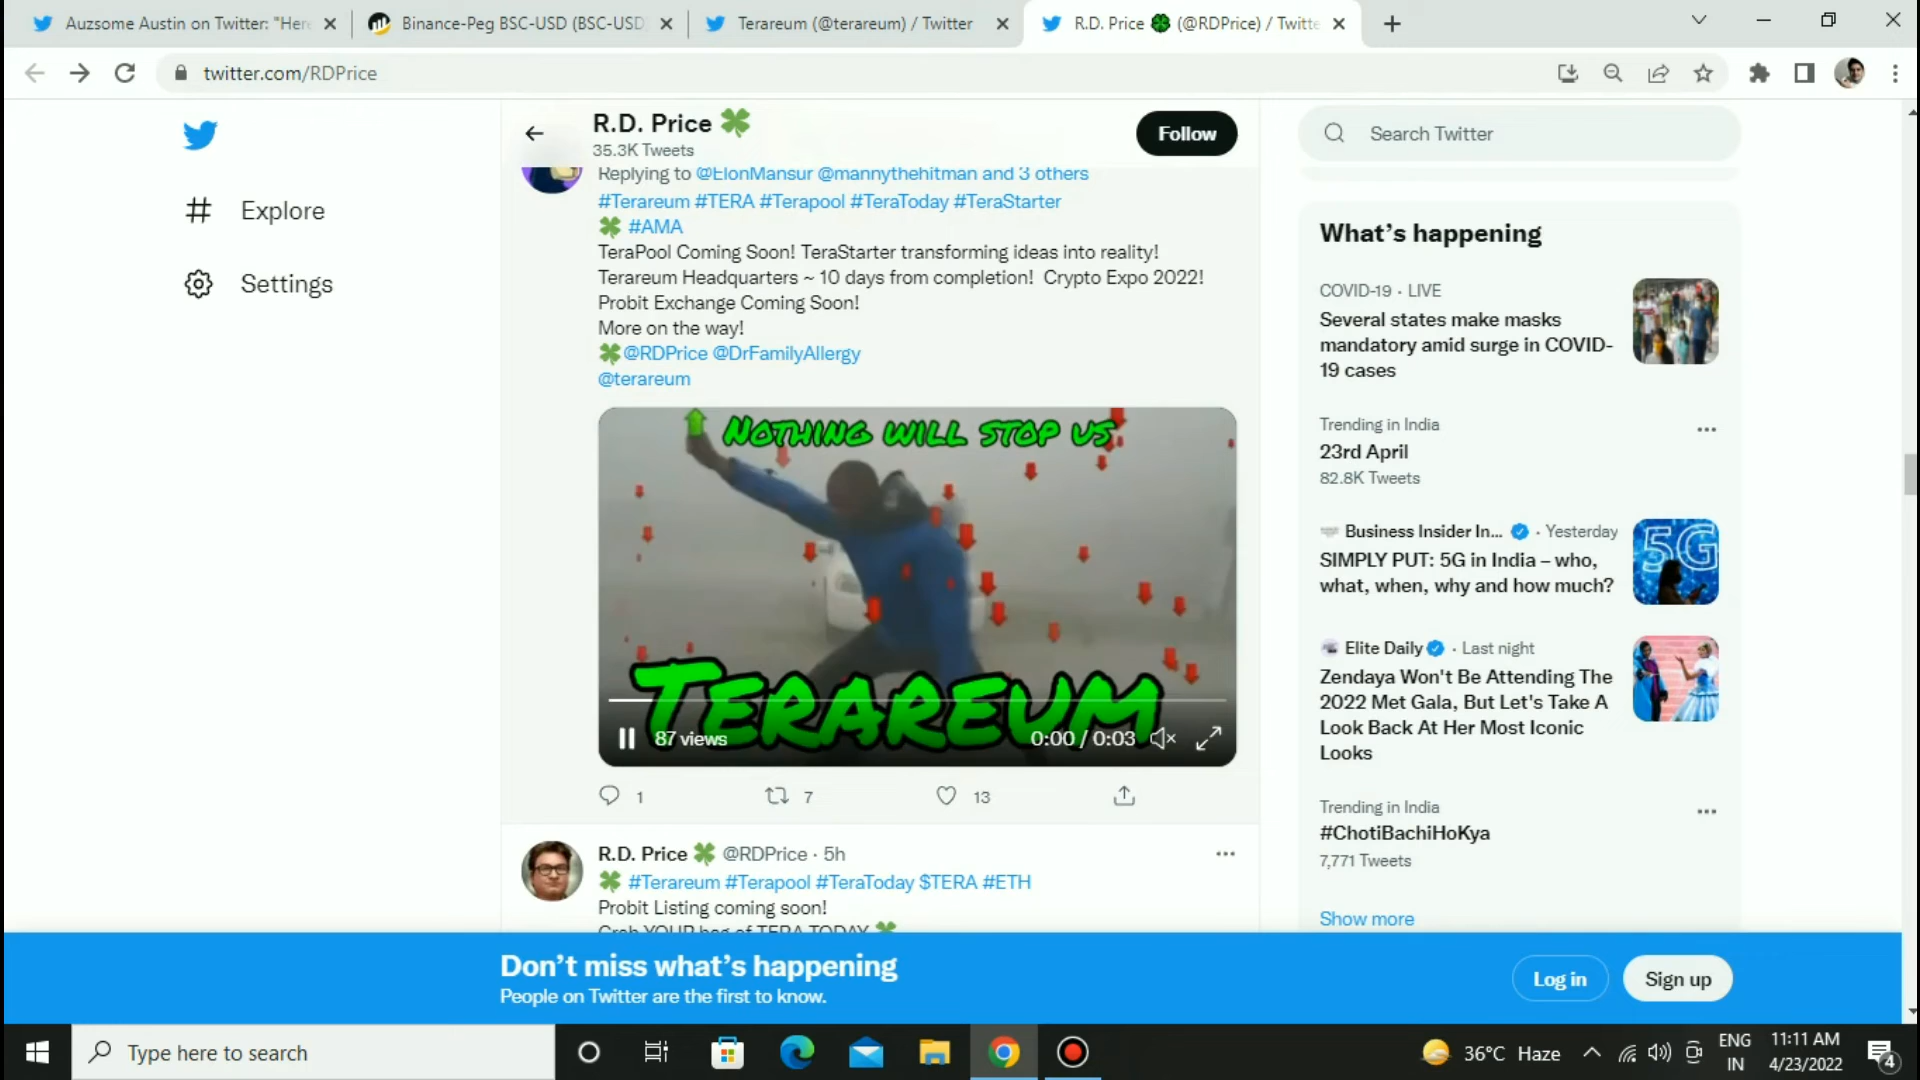 Auzsome Austin on Twitter: "Here
Binance-Peg BSC-USD (BSC-USD
Terareum (@terareum) / Twitter
R.D. Price 🍀 (@RDPrice) / Twitte
twitter.com/RDPrice
Explore
Settings
R.D. Price 🍀
35.3K Tweets
Follow
Replying to @ElonMansur @mannythehitman and 3 others
#Terareum #TERA #Terapool #TeraToday #TeraStarter
🍀 #AMA
TeraPool Coming Soon! TeraStarter transforming ideas into reality!
Terareum Headquarters ~ 10 days from completion! Crypto Expo 2022!
Probit Exchange Coming Soon!
More on the way!
🍀@RDPrice @DrFamilyAllergy
@terareum
NOTHING WILL STOP US
TERAREUM
87 views
0:00 / 0:03
1
7
13
R.D. Price 🍀 @RDPrice · 5h
🍀 #Terareum #Terapool #TeraToday $TERA #ETH
Probit Listing coming soon!
Grab YOUR bag of TERA TODAY 🍀
Search Twitter
What's happening
COVID-19 · LIVE
Several states make masks
mandatory amid surge in COVID-
19 cases
Trending in India
23rd April
82.8K Tweets
Business Insider In... · Yesterday
SIMPLY PUT: 5G in India – who,
what, when, why and how much?
5G
Elite Daily · Last night
Zendaya Won't Be Attending The
2022 Met Gala, But Let's Take A
Look Back At Her Most Iconic
Looks
Trending in India
#ChotiBachiHoKya
7,771 Tweets
Show more
Don't miss what's happening
People on Twitter are the first to know.
Log in
Sign up
Type here to search
36°C Haze
ENG
IN
11:11 AM
4/23/2022
4